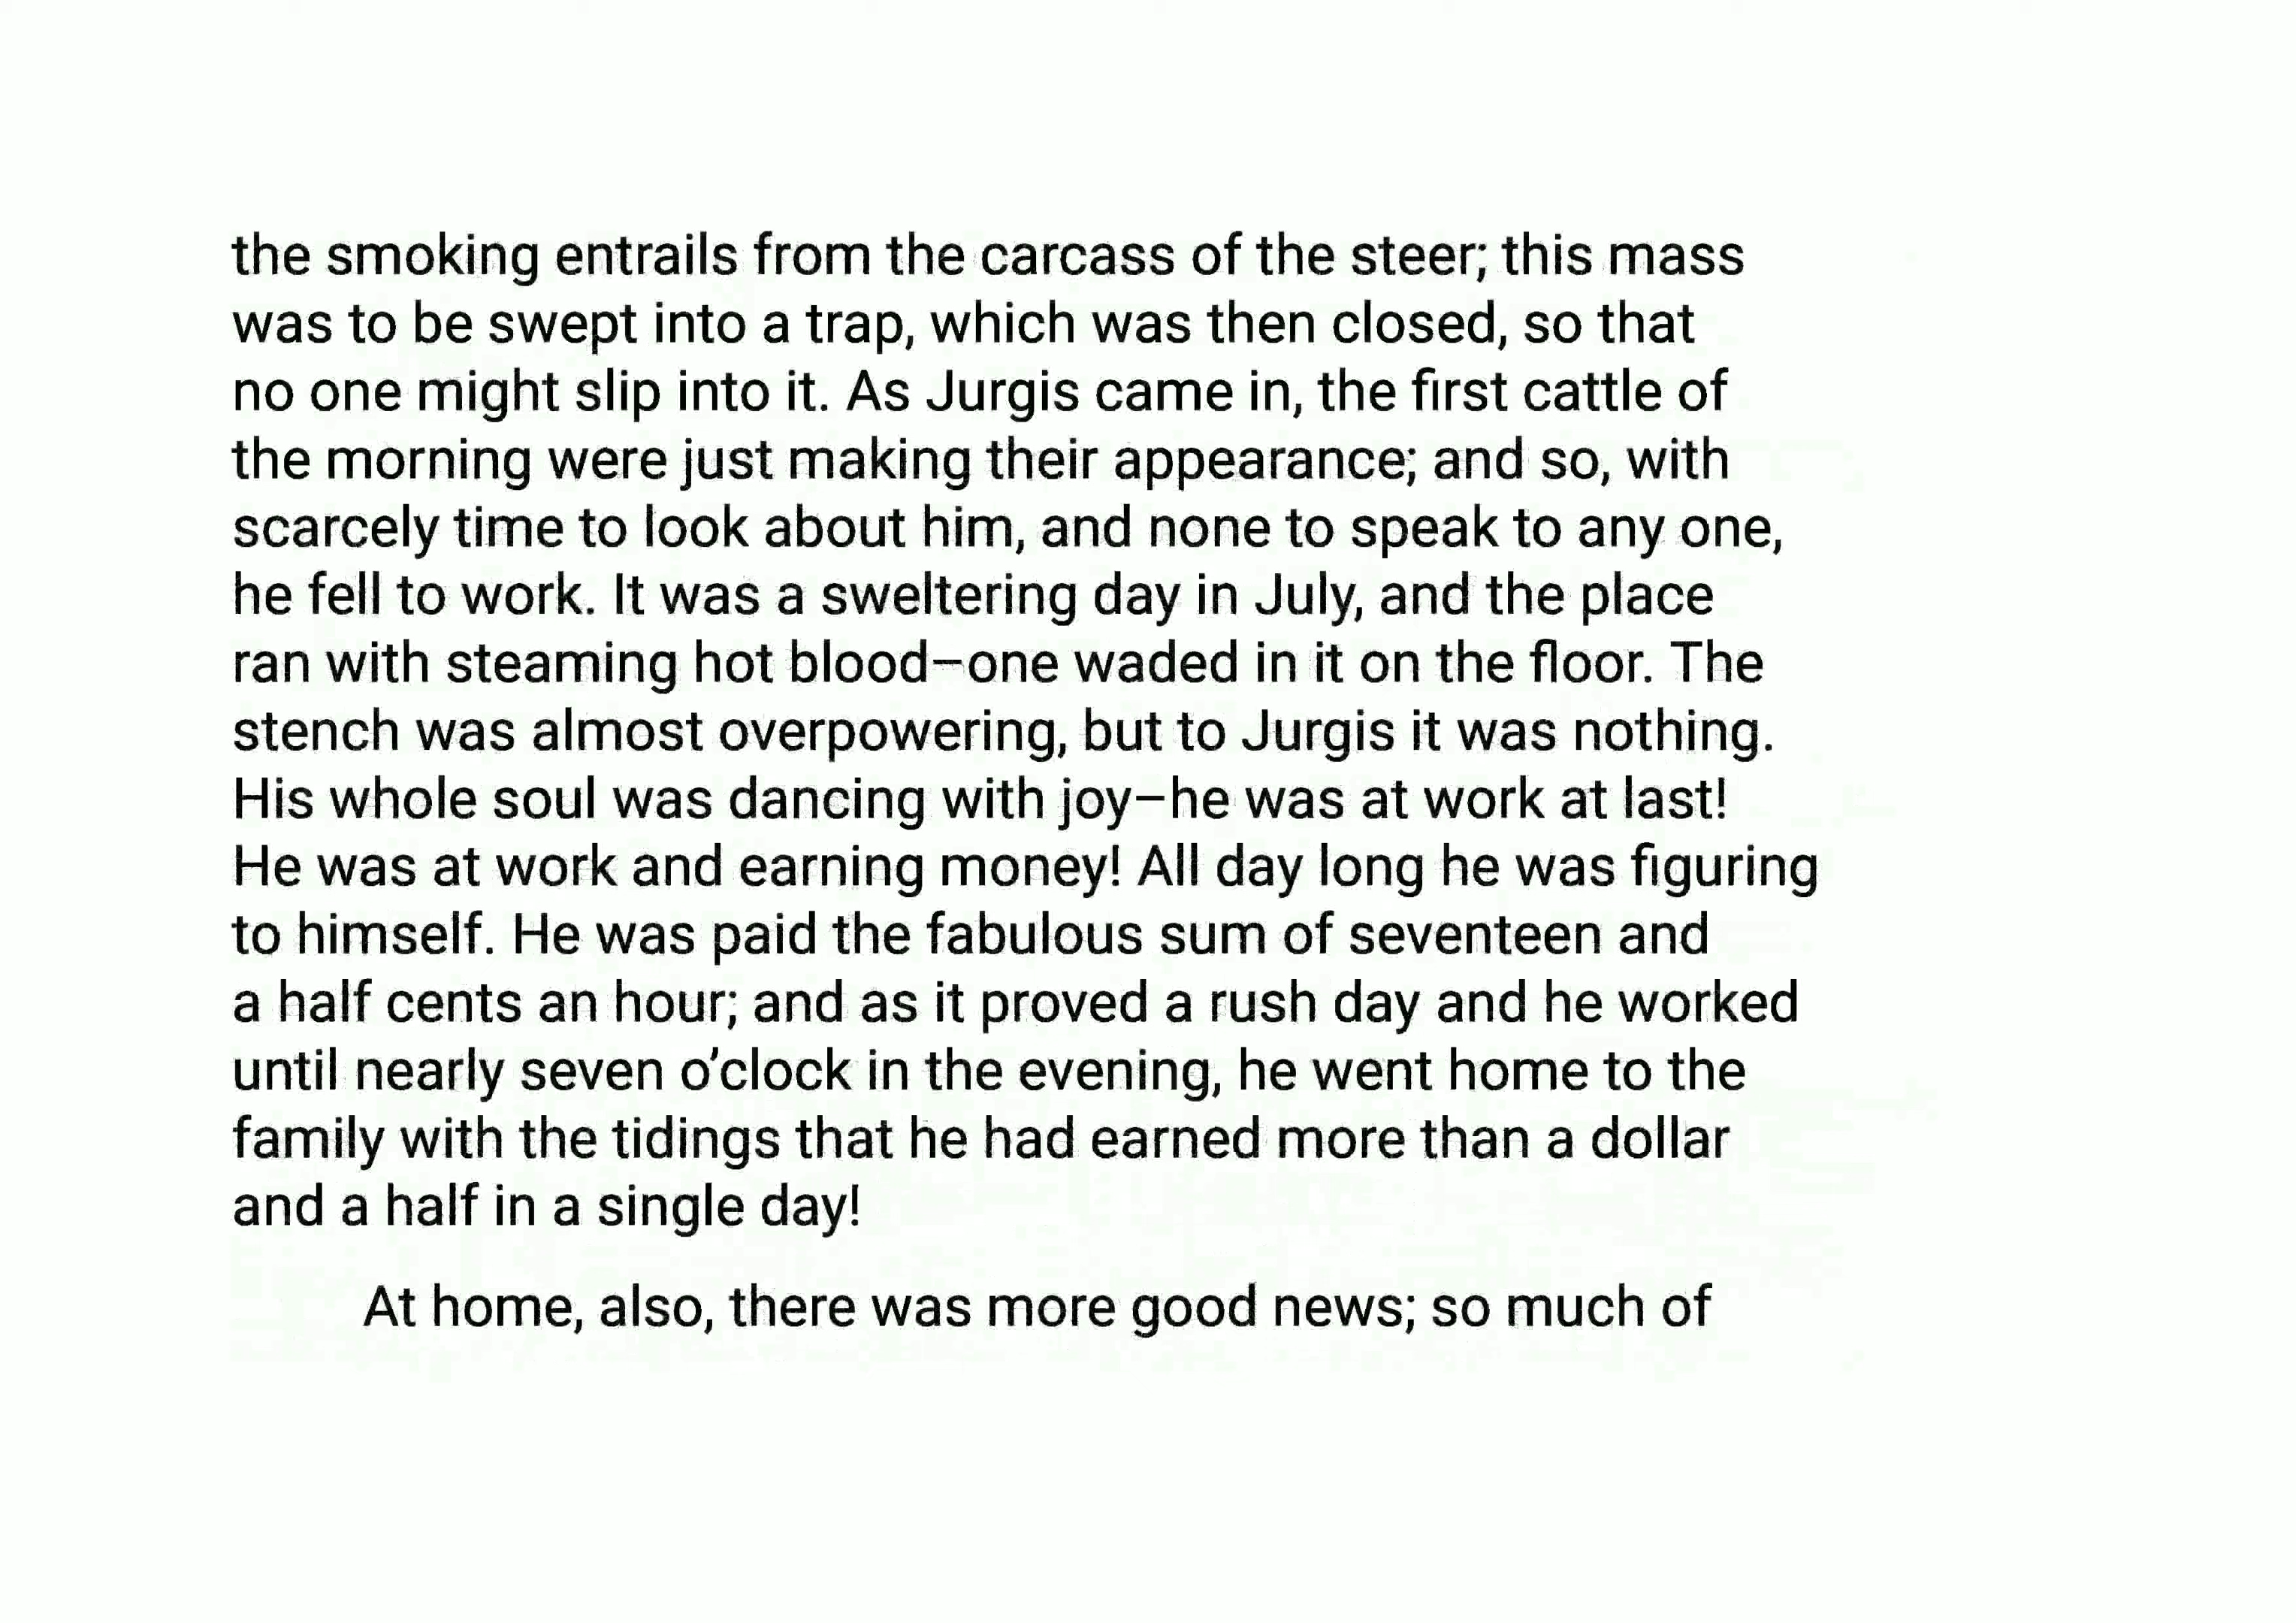 the smoking entrails from the carcass of the steer; this mass
was to be swept into a trap, which was then closed, so that
no one might slip into it. As Jurgis came in, the first cattle of
the morning were just making their appearance; and so, with
scarcely time to look about him, and none to speak to any one,
he fell to work. It was a sweltering day in July, and the place
ran with steaming hot blood—one waded in it on the floor. The
stench was almost overpowering, but to Jurgis it was nothing.
His whole soul was dancing with joy—he was at work at last!
He was at work and earning money! All day long he was figuring
to himself. He was paid the fabulous sum of seventeen and
a half cents an hour; and as it proved a rush day and he worked
until nearly seven o’clock in the evening, he went home to the
family with the tidings that he had earned more than a dollar
and a half in a single day!
At home, also, there was more good news; so much of